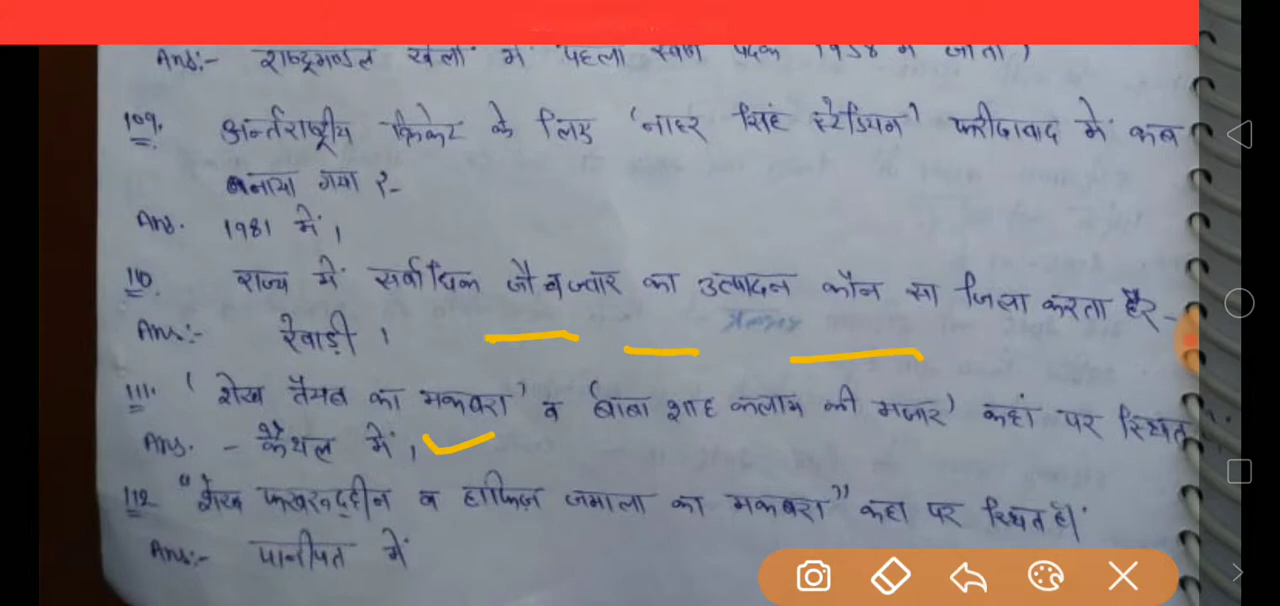 Ans:- राष्ट्रमण्डल खेलों में पहला स्वर्ण पदक 1958 में जीता।
109. अर्न्तराष्ट्रीय क्रिकेट के लिए 'नाहर सिंह स्टेडियम' फरीदाबाद में कब
बनाया गया ?-
Ans. 1981 में।
110. राज्य में सर्वाधिक जौ व ज्वार का उत्पादन कौन सा जिला करता है?-
Ans:- रेवाड़ी ।
111. 'शेख तैयब का मकबरा' व 'बाबा शाह कलाम की मजार' कहां पर स्थित
Ans. - कैथल में।
112 "शेख फखरुद्दीन व हाफिज़ जमाला का मकबरा" कहा पर स्थित है।
Ans:- पानीपत में